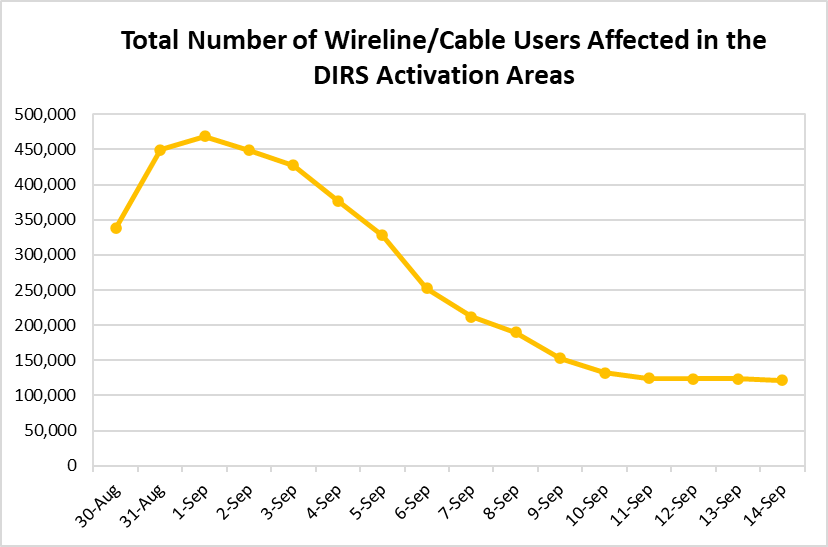 Total Number of Wireline/Cable Users Affected in the
DIRS Activation Areas
500,000
450,000
400,000
350,000
300,000
250,000
200,000
150,000
100,000
50,000
0
30-Aug
31-Aug
1-Sep
2-Sep
3-Sep
4-Sep
5-Sep
6-Sep
7-Sep
8-Sep
9-Sep
10-Sep
11-Sep
12-Sep
13-Sep
14-Sep